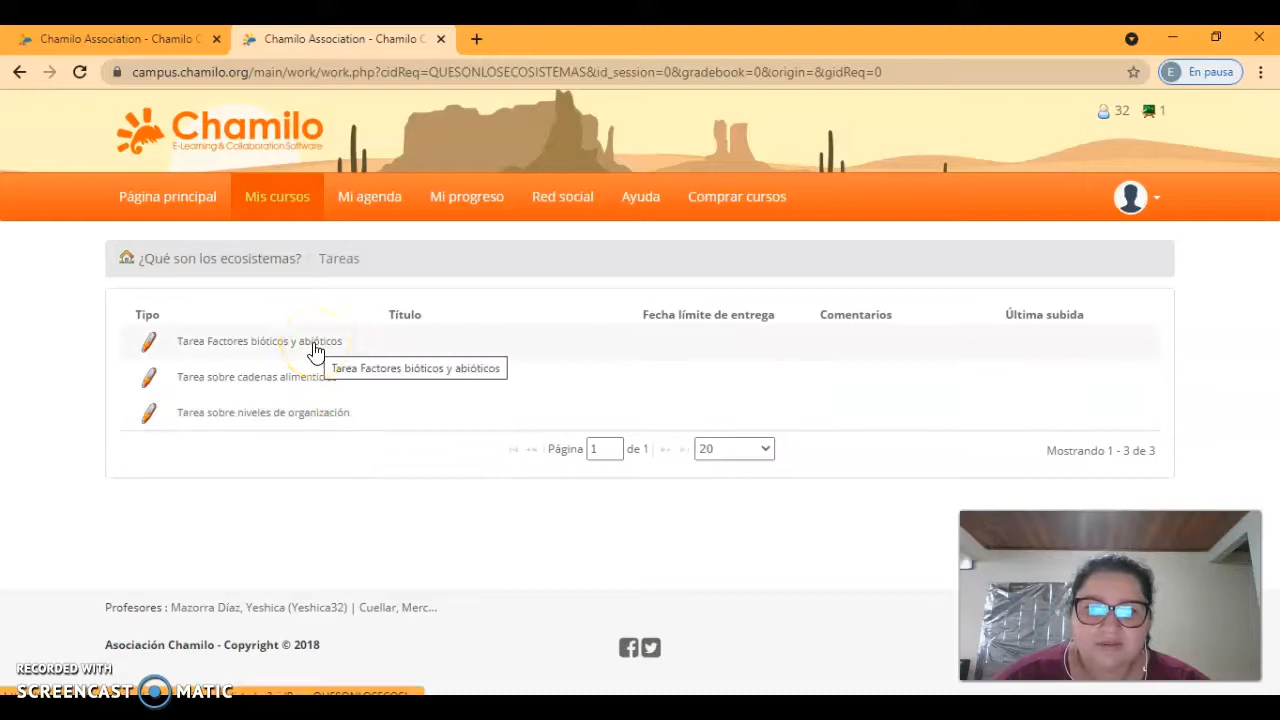 Chamilo Association - Chamilo C
Chamilo Association - Chamilo C
campus.chamilo.org/main/work/work.php?cidReq=QUESONLOSECOSISTEMAS&id_session=0&gradebook=0&origin=&gidReq=0
E En pausa
Chamilo
E-Learning & Collaboration Software
32 1
Página principal Mis cursos Mi agenda Mi progreso Red social Ayuda Comprar cursos
¿Qué son los ecosistemas? Tareas
Tipo Título Fecha límite de entrega Comentarios Última subida
Tarea Factores bióticos y abióticos
Tarea Factores bióticos y abióticos
Tarea sobre cadenas
Tarea sobre niveles de organización
Página 1 de 1 20 Mostrando 1 - 3 de 3
Profesores : Mazorra Díaz, Yeshica (Yeshica32) | Cuellar, Merc...
Asociación Chamilo - Copyright © 2018
RECORDED WITH
SCREENCAST MATIC